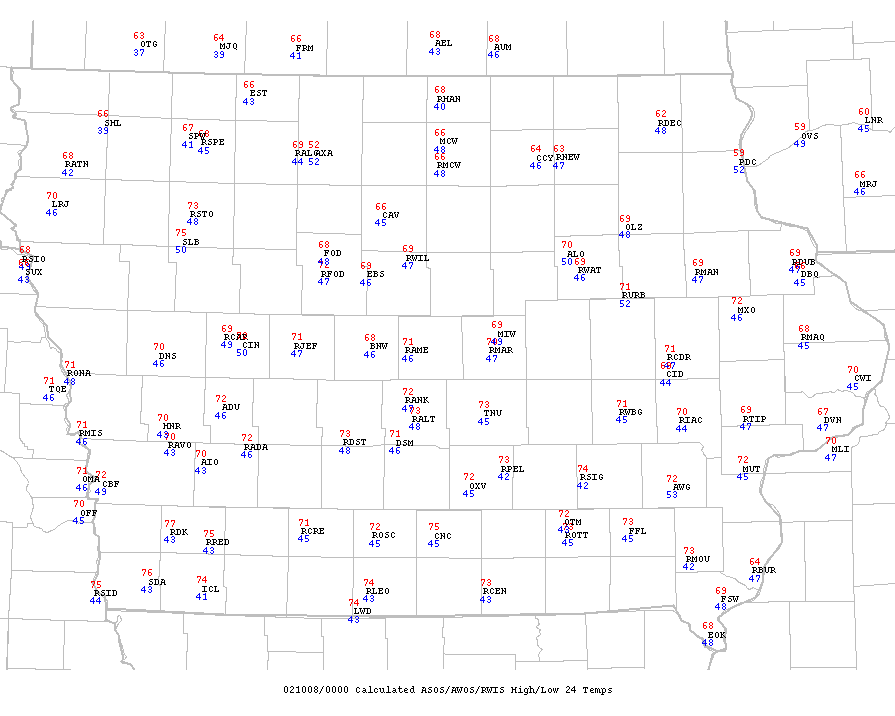 63
OTG
37
64
MJQ
39
66
FRM
41
68
AEL
43
68
AUM
46
66
EST
43
68
RHAN
40
66
SHL
39
67
SPW
41
RSPE
45
69
RALG
44
52
AXA
52
66
MCW
48
66
RMCW
48
64
CCY
46
63
RNEW
47
62
RDEC
48
59
PDC
52
59
OVS
49
60
LNR
45
66
MRJ
46
68
RATN
42
70
LRJ
46
73
RSTO
48
75
SLB
50
66
CAV
45
69
OLZ
48
68
RSIO
SUX
43
68
FOD
48
RFOD
47
69
EBS
46
69
RWIL
47
70
ALO
50
69
RWAT
46
69
RMAN
47
69
RDUB
47
DBQ
45
71
RURB
52
72
MXO
46
68
RMAQ
45
69
RCAR
49
CIN
50
71
RJEF
47
68
BNW
46
71
RAME
46
69
MIW
49
RMAR
47
70
DNS
46
71
RCDR
47
CID
44
71
RONA
48
71
TQE
46
70
CWI
45
72
ADU
46
72
RANK
47
73
RALT
48
73
TNU
45
71
RWBG
45
70
RIAC
44
69
RTIP
47
67
DVN
47
70
MLI
47
71
RMIS
46
70
HNR
43
70
RAVO
43
72
RADA
46
73
RDST
48
71
DSM
46
70
AIO
43
71
OMA
46
72
CBF
49
72
OXV
45
73
RPEL
42
74
RSIG
42
72
AWG
53
72
MUT
45
70
OFF
45
77
RDK
43
75
RRED
43
71
RCRE
45
72
ROSC
45
75
CNC
45
72
OTM
ROTT
45
73
FFL
45
73
RMOU
42
64
RBUR
47
75
RSID
44
76
SDA
43
74
ICL
41
74
RLEO
43
74
LWD
43
73
RCEN
43
69
FSW
48
68
EOK
48
021008/0000 Calculated ASOS/AWOS/RWIS High/Low 24 Temps